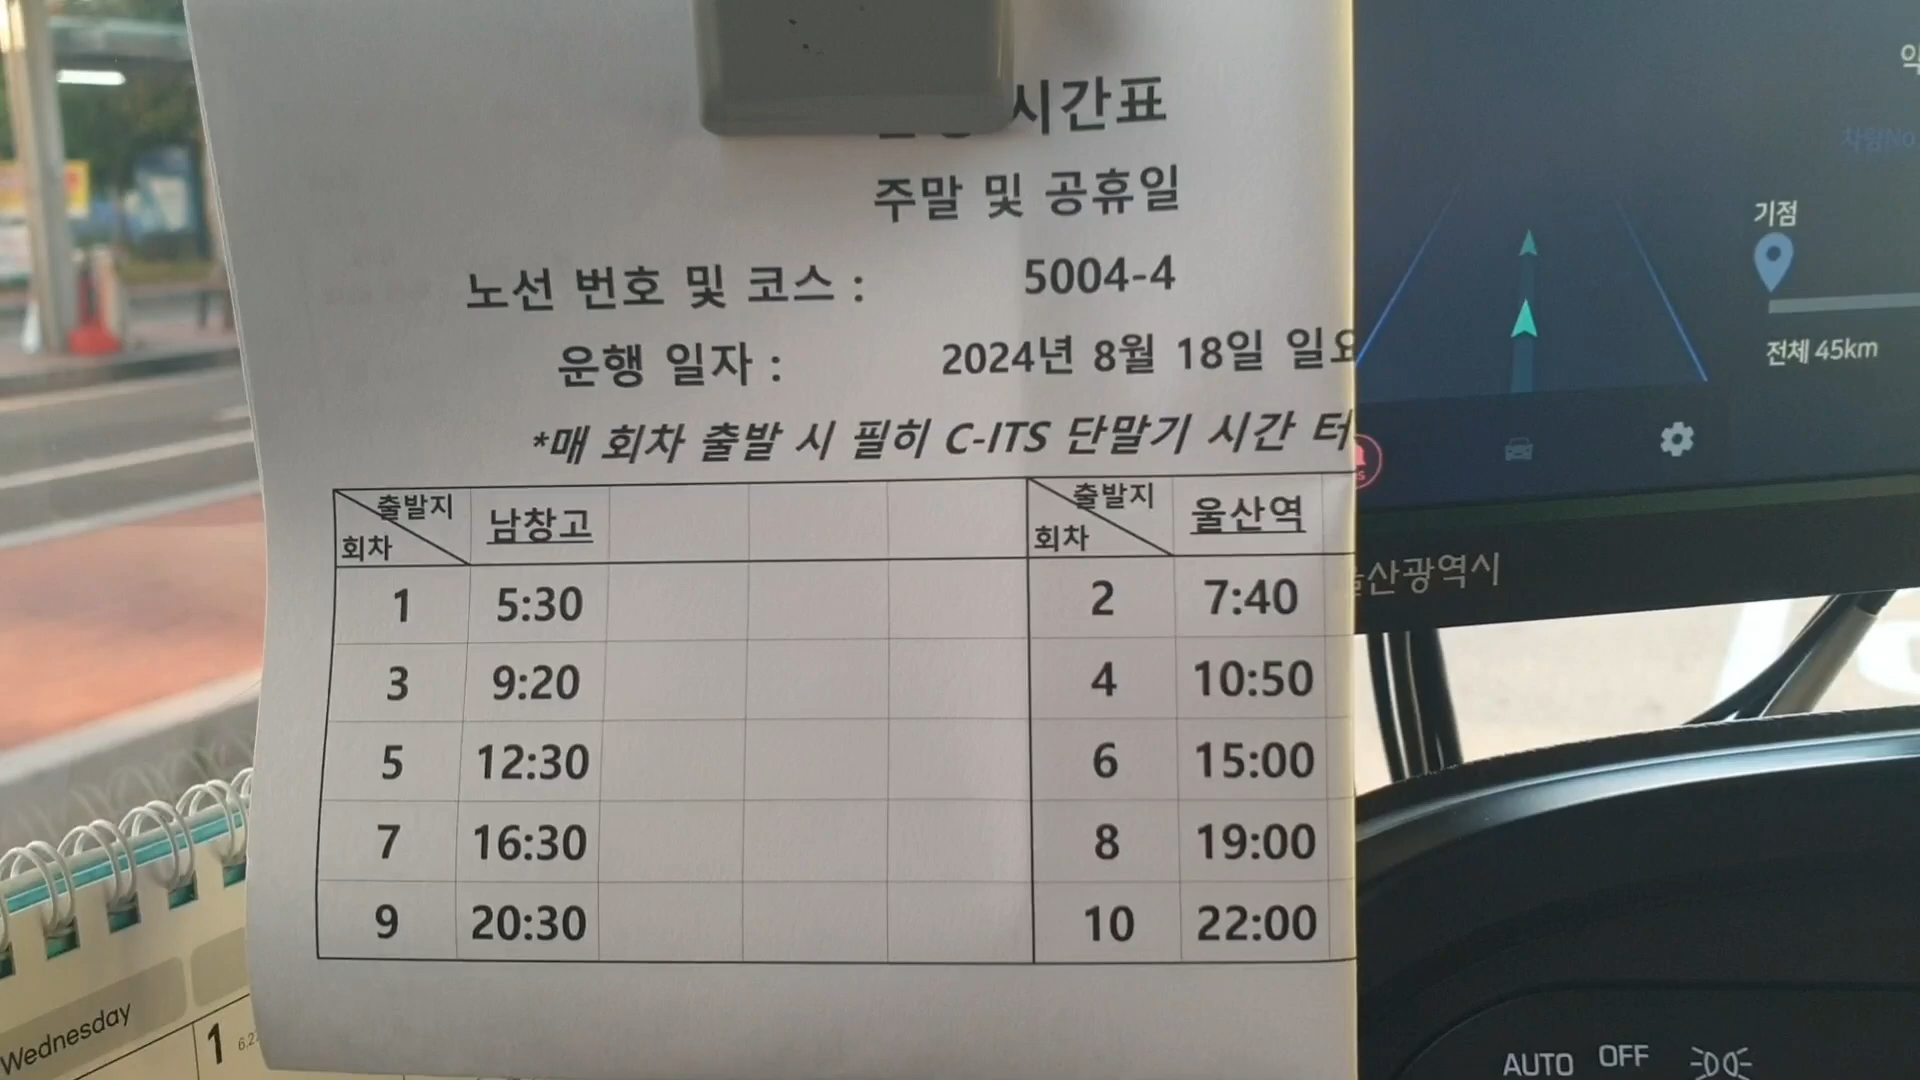 시간표
주말 및 공휴일
노선 번호 및 코스 : 5004-4
운행 일자 : 2024년 8월 18일
*매 회차 출발 시 필히 C-ITS 단말기 시간
출발지 회차 남창고 출발지 회차 울산역
1 5:30 2 7:40
3 9:20 4 10:50
5 12:30 6 15:00
7 16:30 8 19:00
9 20:30 10 22:00
기점
전체 45km
산광역시
AUTO OFF
Wednesday
1